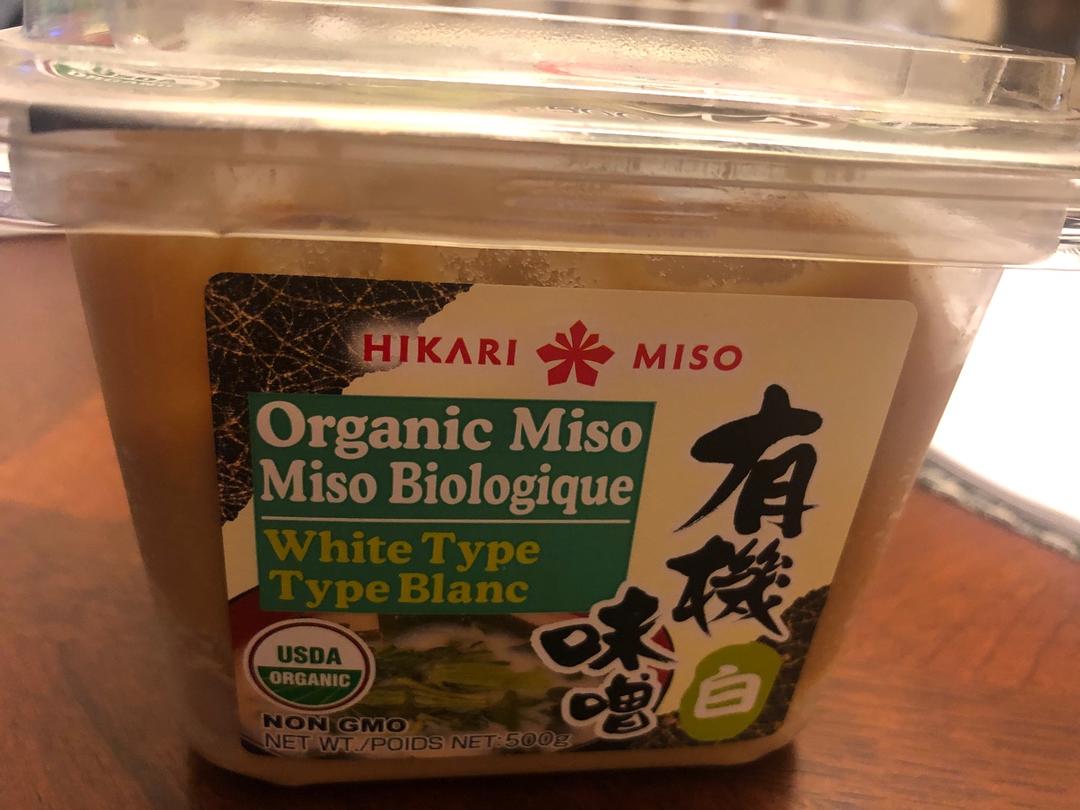 HIKARI MISO
Organic Miso
Miso Biologique
White Type
Type Blanc
有機
味噌
白
USDA
ORGANIC
NON GMO
NET WT./POIDS NET:500g